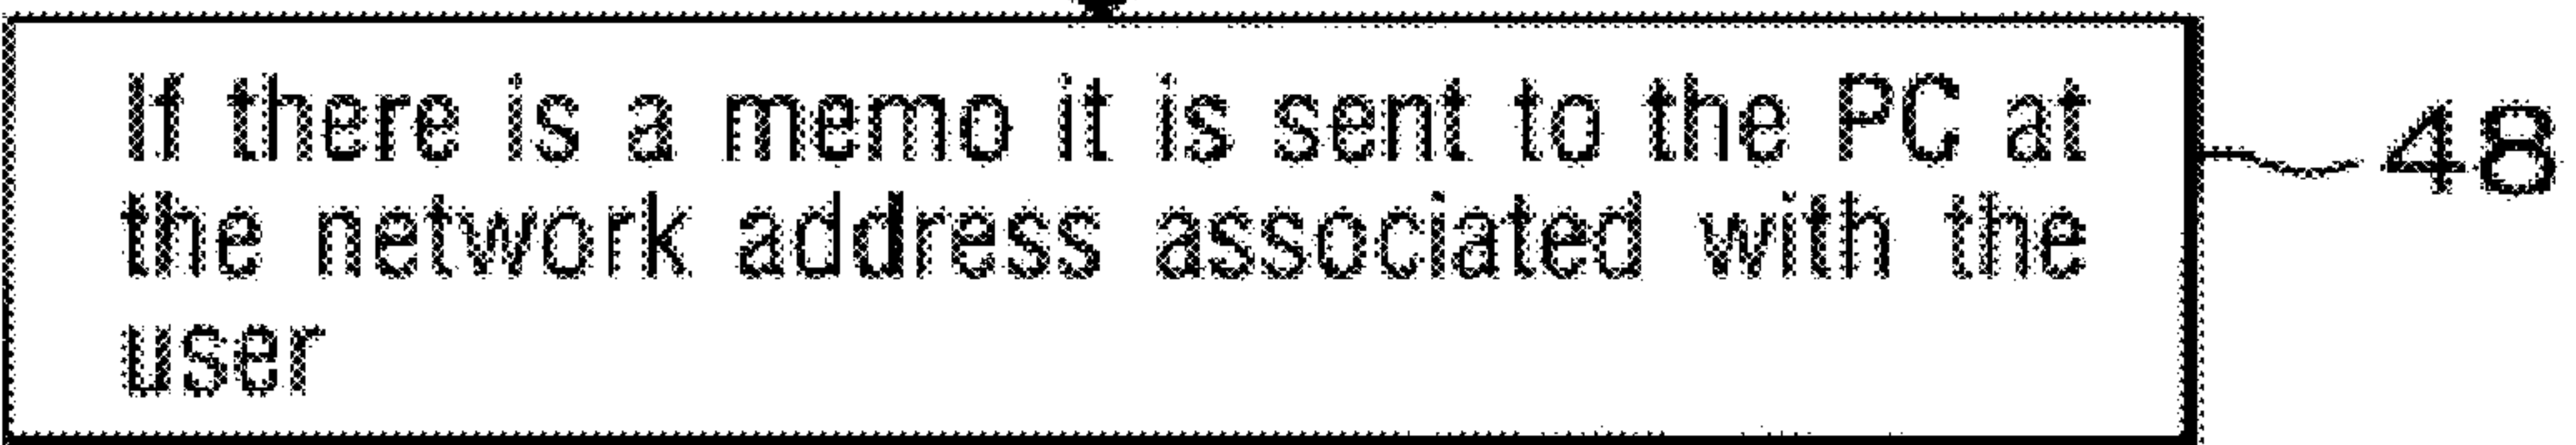 If there is a memo it is sent to the PC at
the network address associated with the
user
48